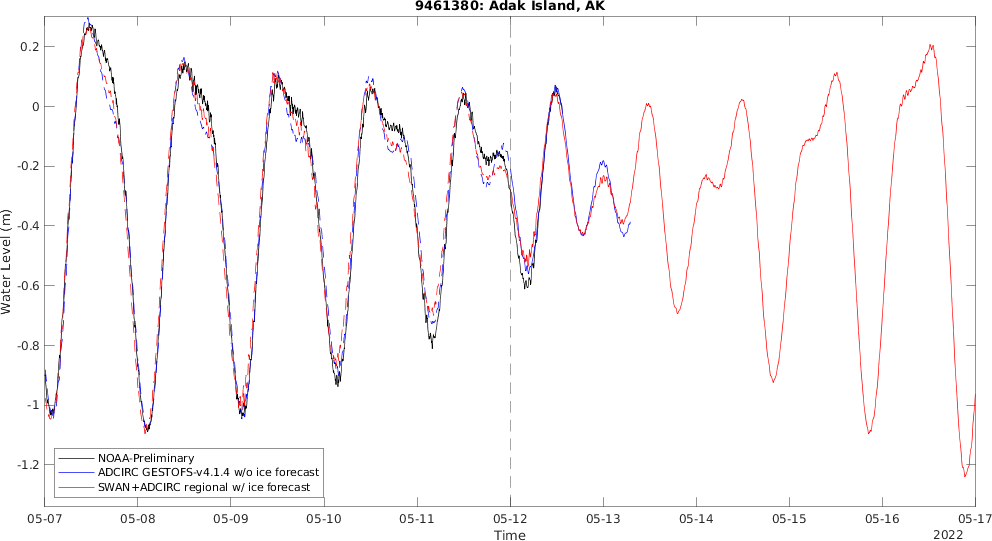 9461380: Adak Island, AK
Water Level (m)
0.2
0
-0.2
-0.4
-0.6
-0.8
-1
-1.2
NOAA-Preliminary
ADCIRC GESTOFS-v4.1.4 w/o ice forecast
SWAN+ADCIRC regional w/ ice forecast
05-07 05-08 05-09 05-10 05-11 05-12 05-13 05-14 05-15 05-16 05-17
Time
2022